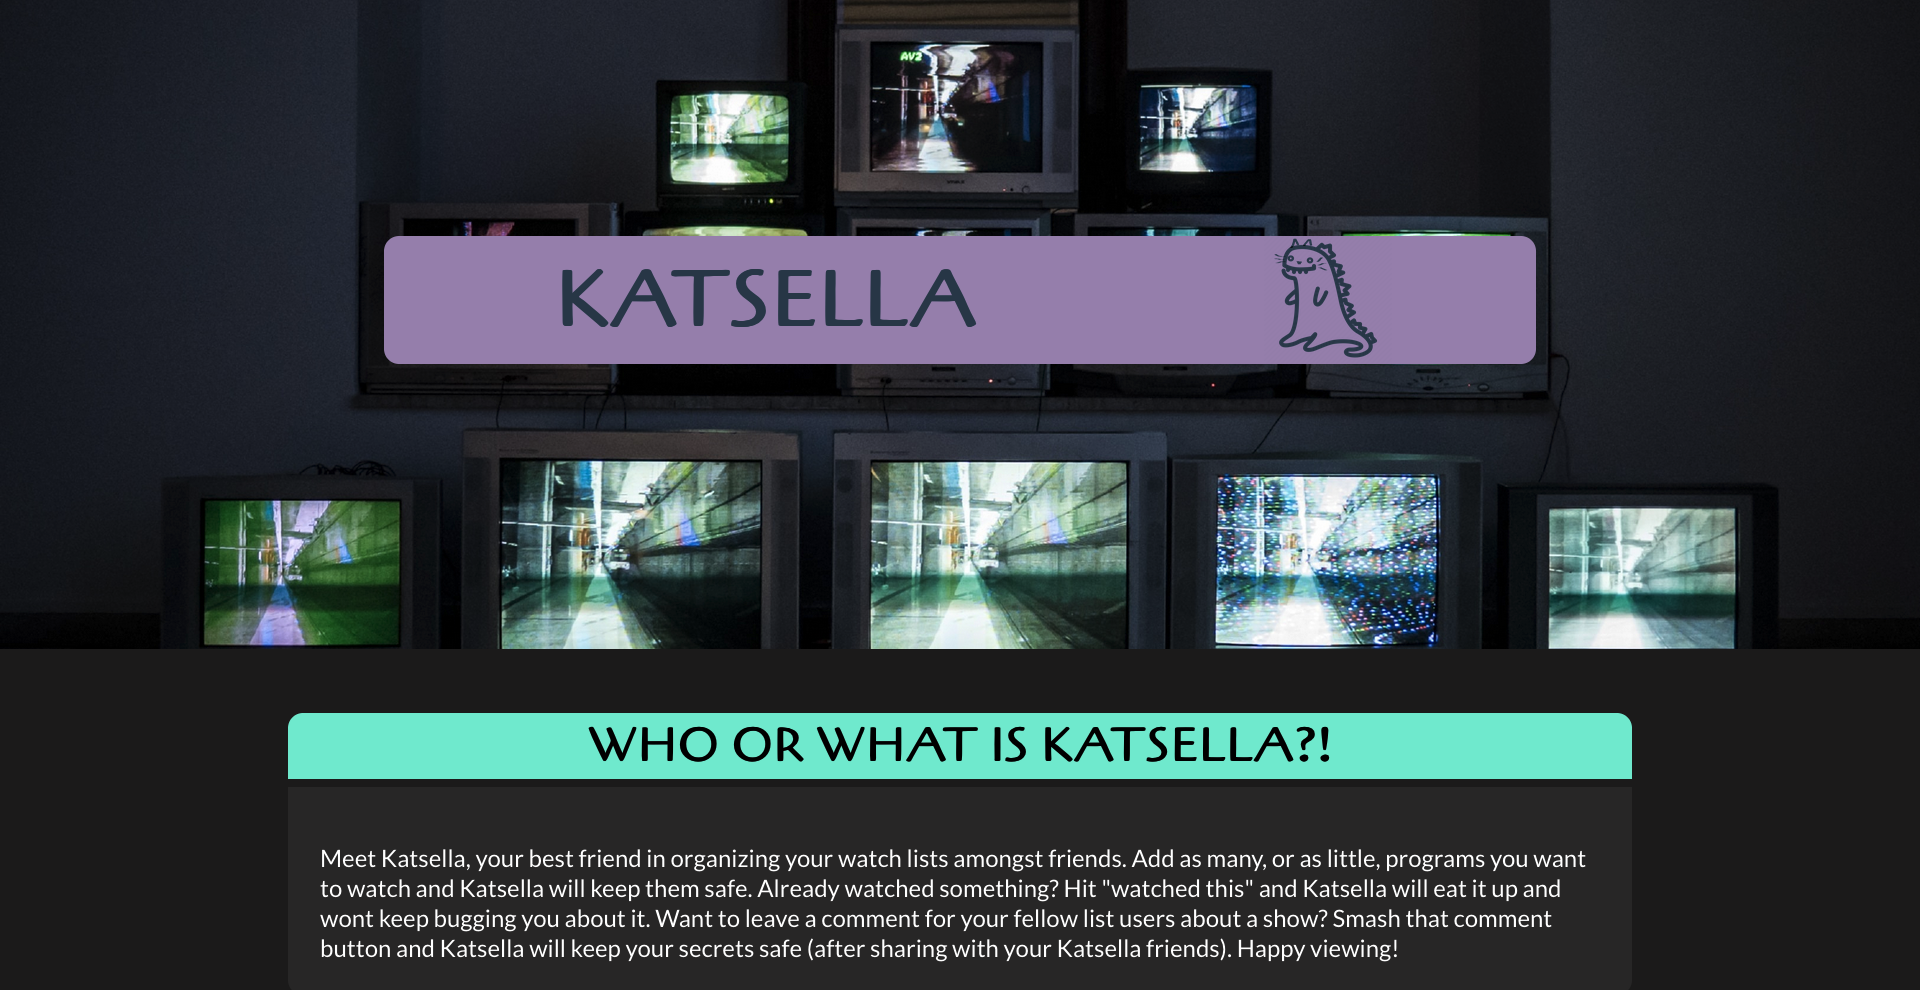 AV2
KATSELLA
WHO OR WHAT IS KATSELLA?!
Meet Katsella, your best friend in organizing your watch lists amongst friends. Add as many, or as little, programs you want
to watch and Katsella will keep them safe. Already watched something? Hit "watched this" and Katsella will eat it up and
wont keep bugging you about it. Want to leave a comment for your fellow list users about a show? Smash that comment
button and Katsella will keep your secrets safe (after sharing with your Katsella friends). Happy viewing!